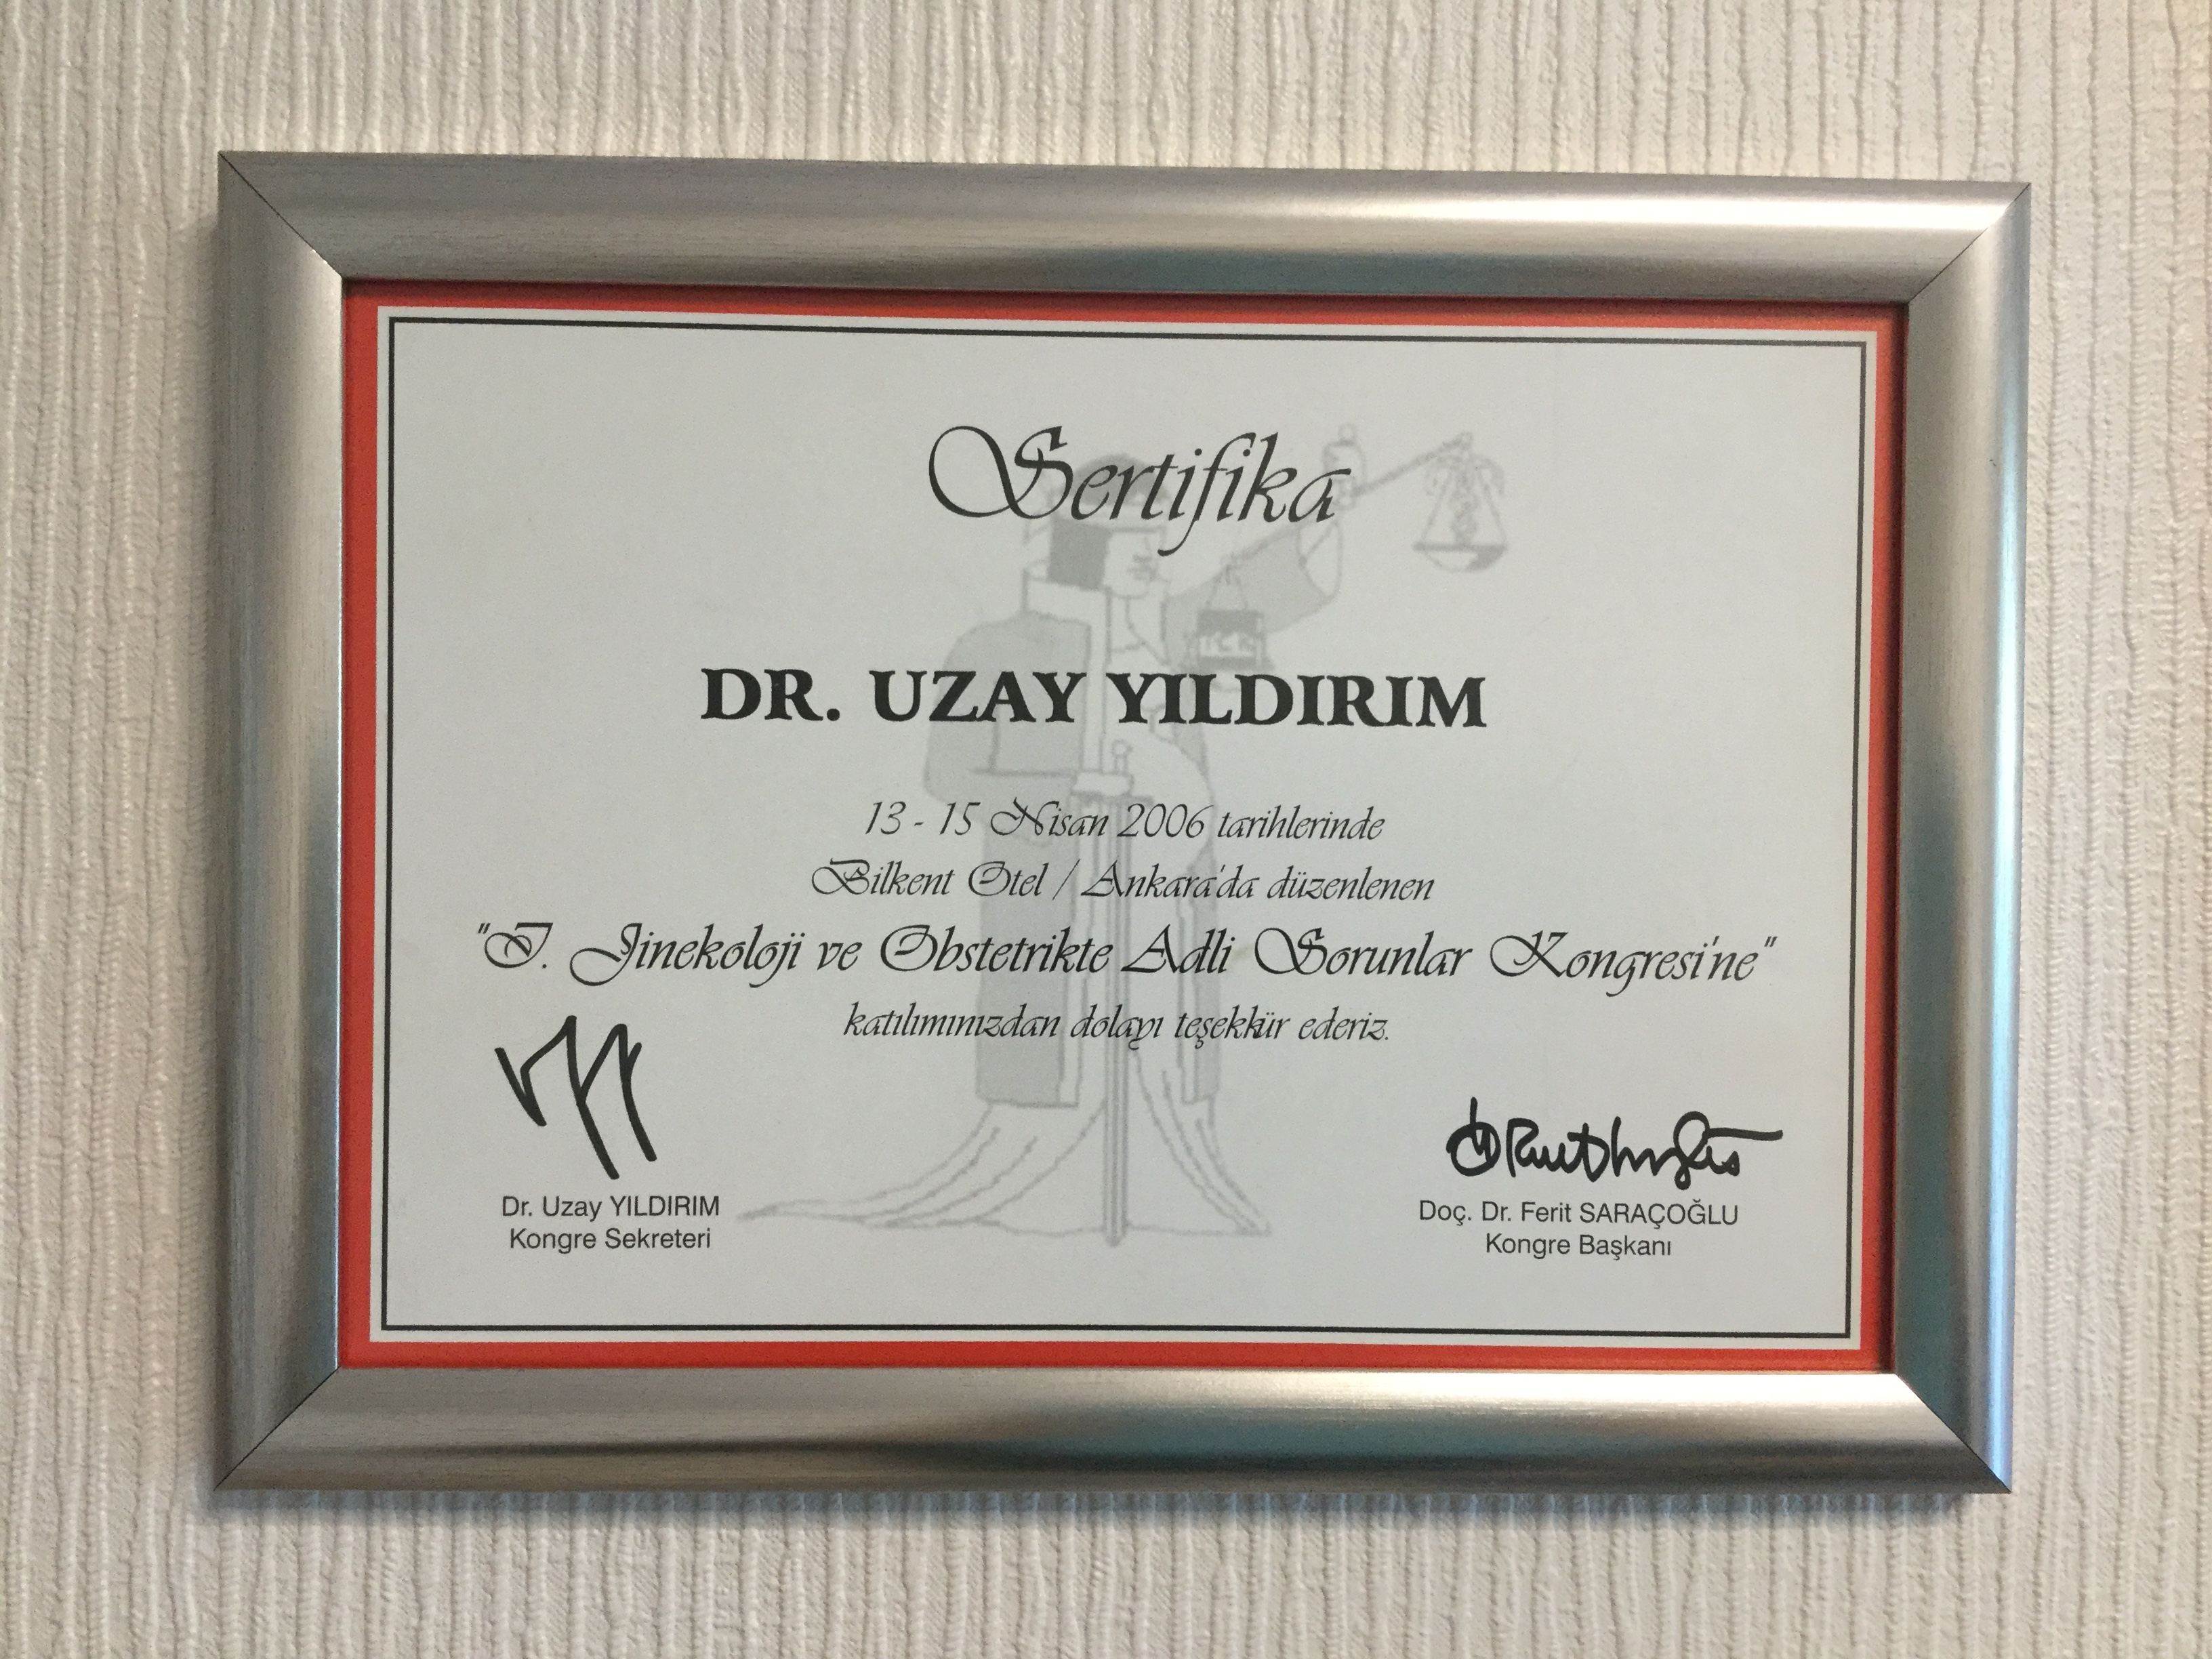 Sertifika
DR. UZAY YILDIRIM
13 - 15 Nisan 2006 tarihlerinde
Bilkent Otel / Ankara'da düzenlenen
"I. Jinekoloji ve Obstetrikte Adli Sorunlar Kongresi'ne"
katılımınızdan dolayı teşekkür ederiz.
Dr. Uzay YILDIRIM
Kongre Sekreteri
Doç. Dr. Ferit SARAÇOĞLU
Kongre Başkanı